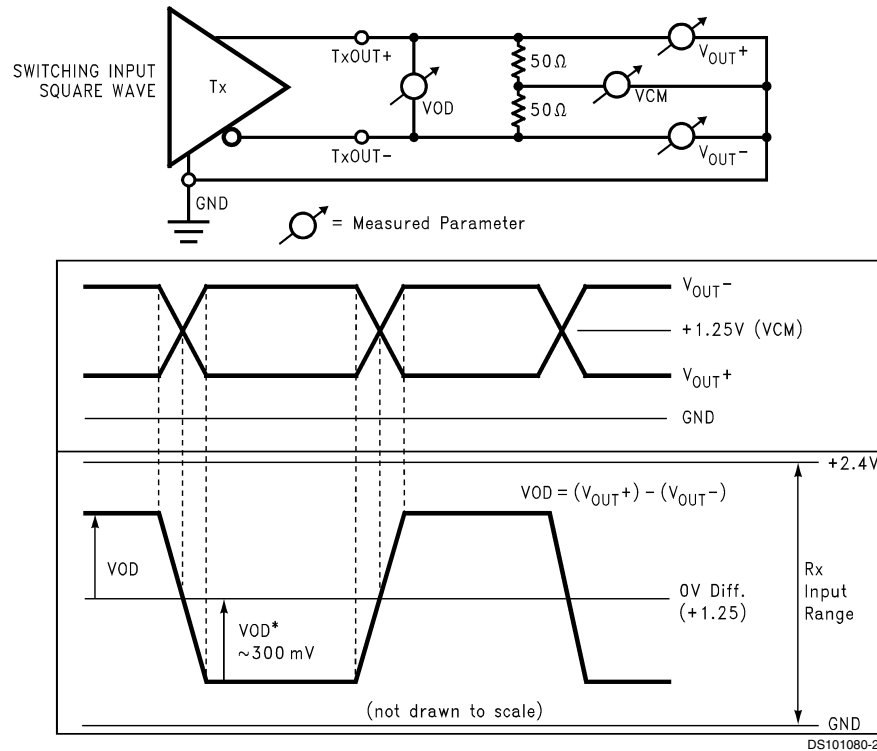 SWITCHING INPUT
SQUARE WAVE
Tx
TxOUT+
TxOUT-
VOD
50Ω
50Ω
VCM
VOUT+
VOUT-
GND
= Measured Parameter
VOUT-
+1.25V (VCM)
VOUT+
GND
+2.4V
VOD = (VOUT+) - (VOUT-)
VOD
VOD*
~300 mV
0V Diff.
(+1.25)
Rx
Input
Range
(not drawn to scale)
GND
DS101080-2